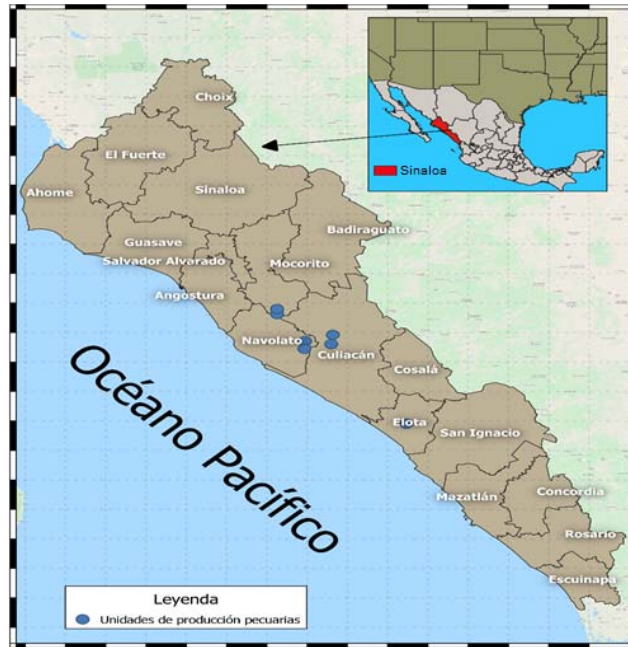 Sinaloa
Choix
El Fuerte
Sinaloa
Ahome
Badiraguato
Guasave
Salvador Alvarado
Mocorito
Angostura
Navolato
Culiacán
Cosalá
Elota
San Ignacio
Mazatlán
Concordia
Rosario
Escuinapa
Océano Pacífico
Leyenda
Unidades de producción pecuarias